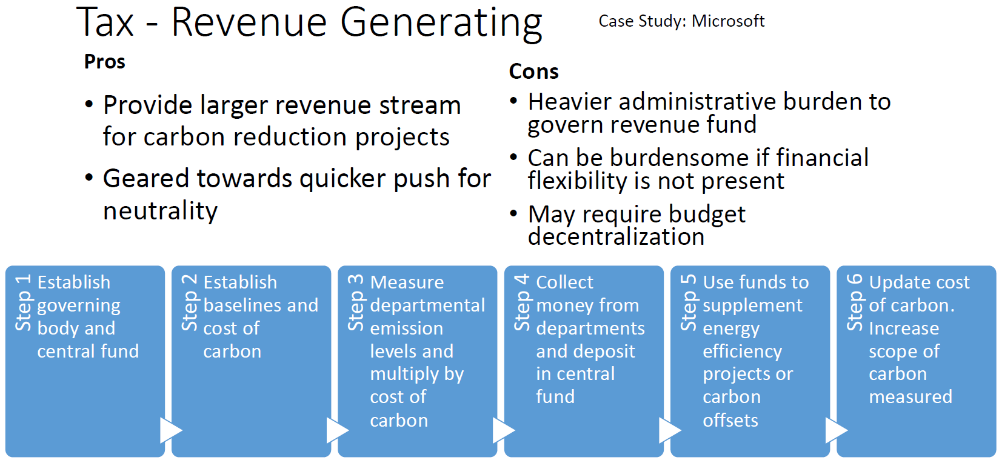 Tax - Revenue Generating
Case Study: Microsoft
Pros
• Provide larger revenue stream
for carbon reduction projects
• Geared towards quicker push for
neutrality
Cons
• Heavier administrative burden to
govern revenue fund
• Can be burdensome if financial
flexibility is not present
• May require budget
decentralization
Step 1
Establish
governing
body and
central fund
Step 2
Establish
baselines and
cost of
carbon
Step 3
Measure
departmental
emission
levels and
multiply by
cost of
carbon
Step 4
Collect
money from
departments
and deposit
in central
fund
Step 5
Use funds to
supplement
energy
efficiency
projects or
carbon
offsets
Step 6
Update cost
of carbon.
Increase
scope of
carbon
measured